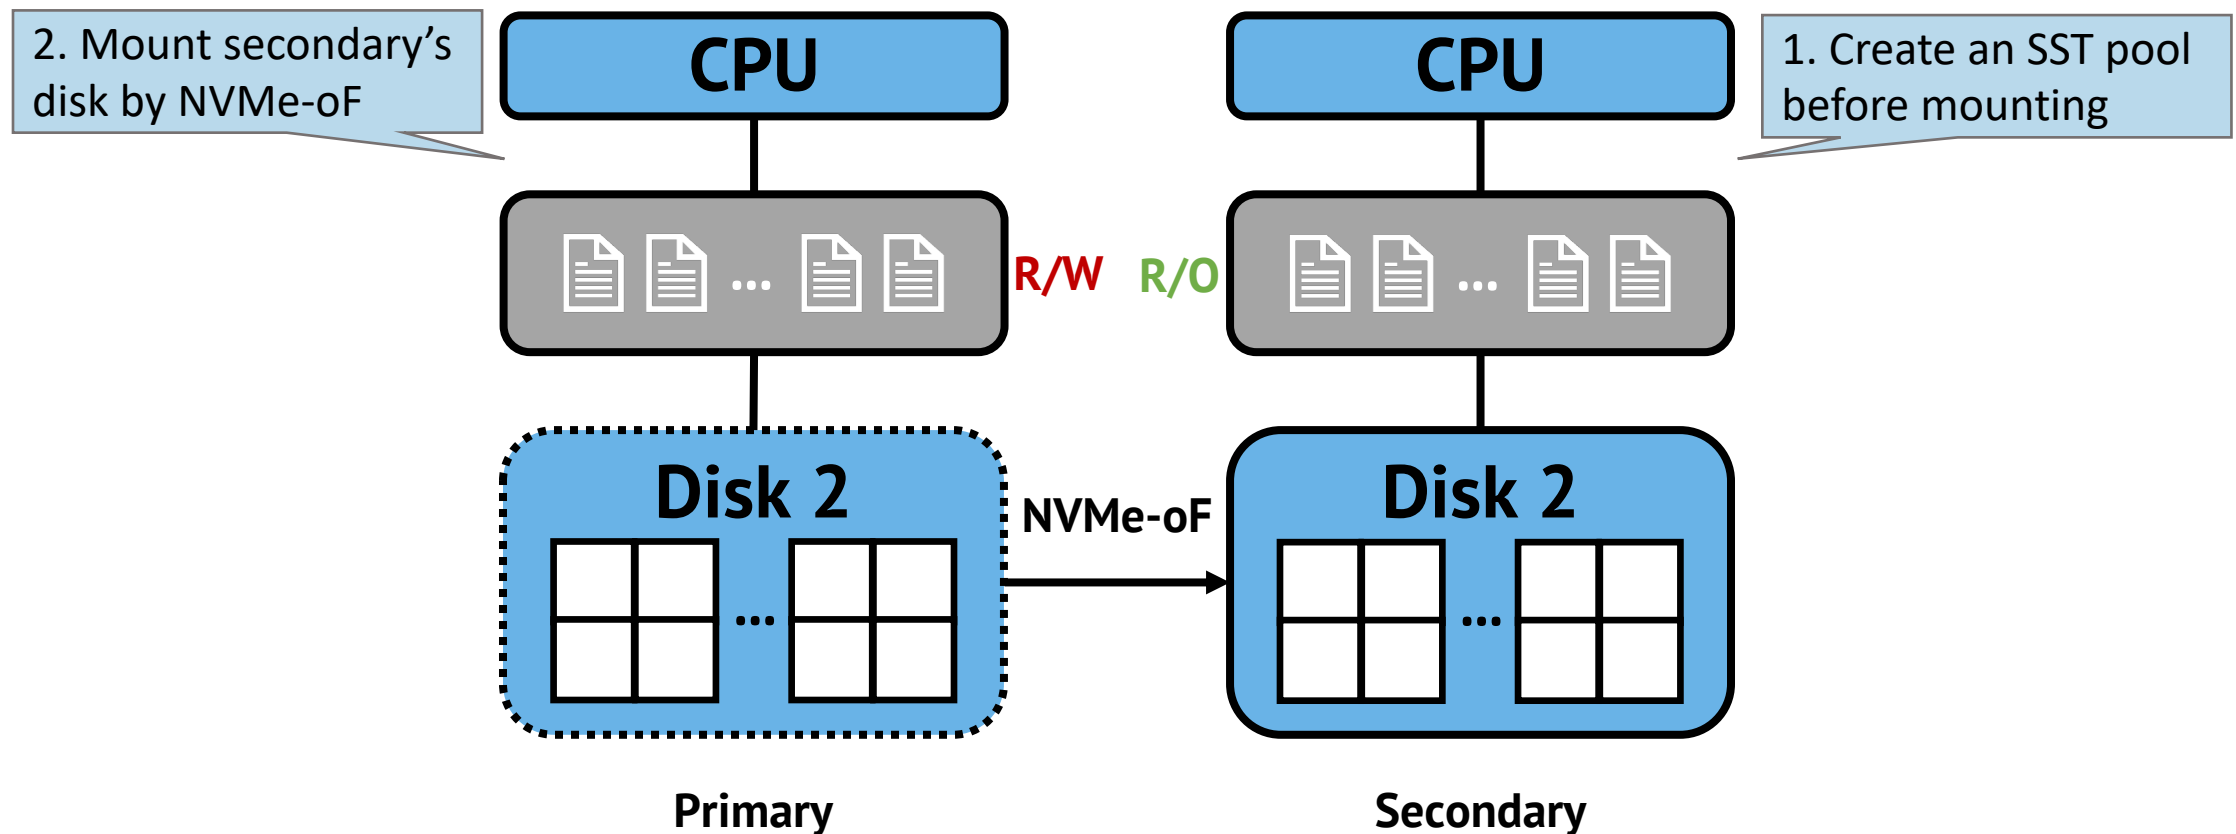 2. Mount secondary’s
disk by NVMe-oF
CPU
CPU
1. Create an SST pool
before mounting
...
R/W
R/O
...
Disk 2
...
NVMe-oF
Disk 2
...
Primary
Secondary